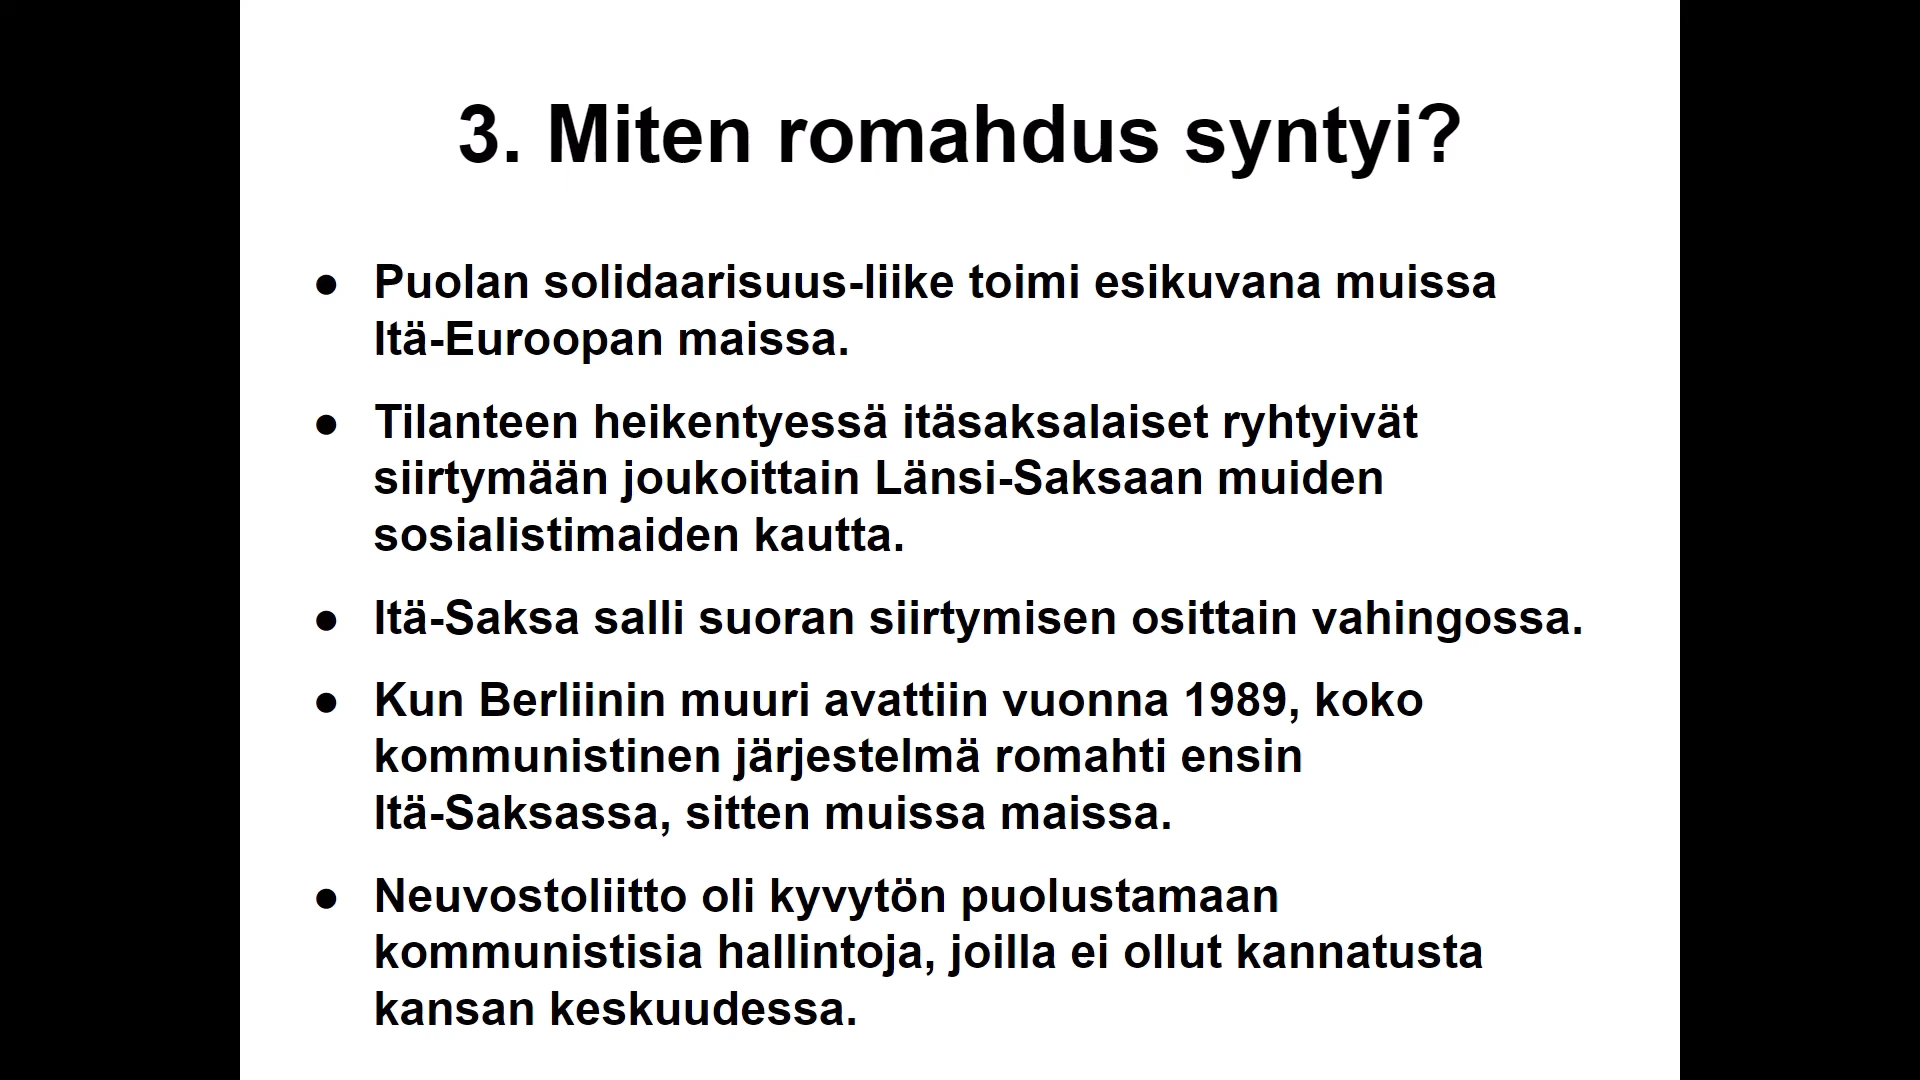 3. Miten romahdus syntyi?
● Puolan solidaarisuus-liike toimi esikuvana muissa
Itä-Euroopan maissa.
● Tilanteen heikentyessä itäsaksalaiset ryhtyivät
siirtymään joukoittain Länsi-Saksaan muiden
sosialistimaiden kautta.
● Itä-Saksa salli suoran siirtymisen osittain vahingossa.
● Kun Berliinin muuri avattiin vuonna 1989, koko
kommunistinen järjestelmä romahti ensin
Itä-Saksassa, sitten muissa maissa.
● Neuvostoliitto oli kyvytön puolustamaan
kommunistisia hallintoja, joilla ei ollut kannatusta
kansan keskuudessa.